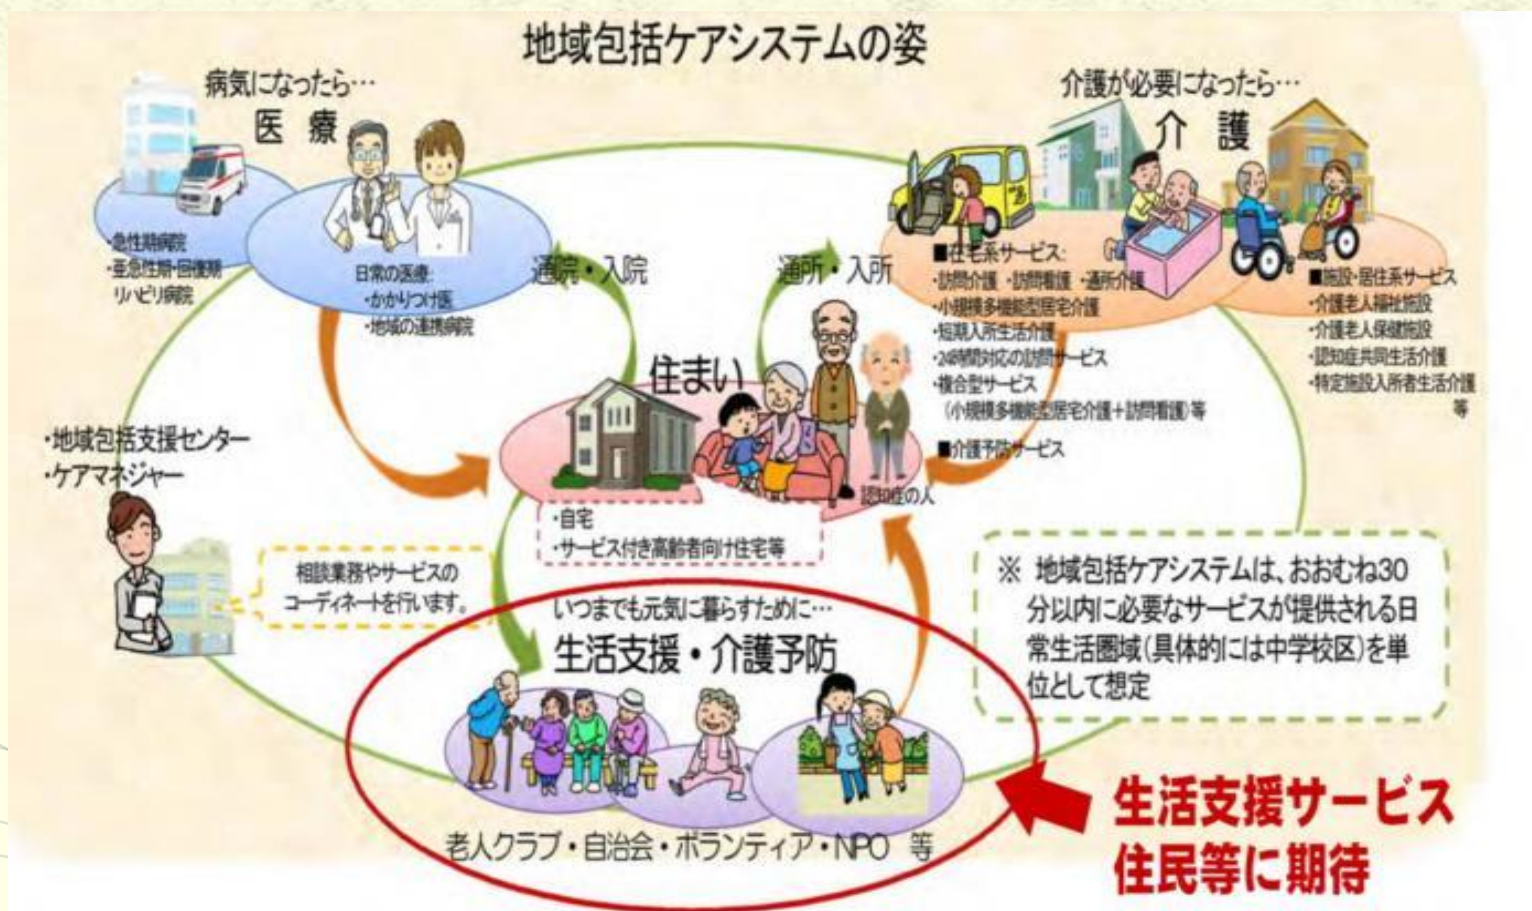 地域包括ケアシステムの姿
病気になったら…
医 療
・急性期病院
・亜急性期・回復期
リハビリ病院
日常の医療:
・かかりつけ医
・地域の連携病院
通院・入院
通所・入所
介護が必要になったら…
介 護
■在宅系サービス:
・訪問介護 ・訪問看護 ・通所介護
・小規模多機能型居宅介護
・短期入所生活介護
・24時間対応の訪問サービス
・複合型サービス
(小規模多機能型居宅介護+訪問看護)等
■介護予防サービス
■施設・居住系サービス
・介護老人福祉施設
・介護老人保健施設
・認知症共同生活介護
・特定施設入所者生活介護
等
住まい
認知症の人
・自宅
・サービス付き高齢者向け住宅等
・地域包括支援センター
・ケアマネジャー
相談業務やサービスの
コーディネートを行います。
いつまでも元気に暮らすために…
生活支援・介護予防
老人クラブ・自治会・ボランティア・NPO 等
※ 地域包括ケアシステムは、おおむね30
分以内に必要なサービスが提供される日
常生活圏域(具体的には中学校区)を単
位として想定
生活支援サービス
住民等に期待